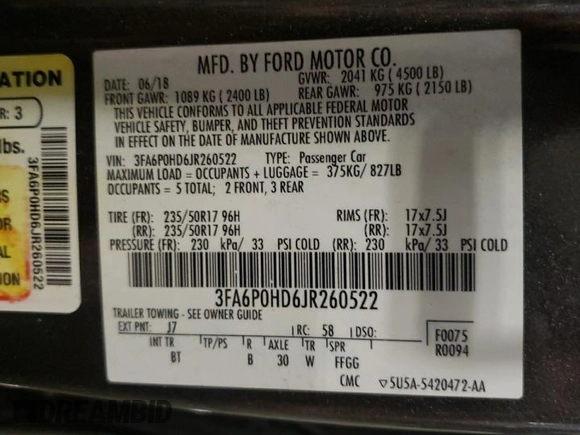 ATION
R: 3
lbs.
3FA6P0HD6JR260522
RS
OR
AL
ION
MFD. BY FORD MOTOR CO.
DATE: 06/18 GVWR: 2041 KG (4500 LB)
FRONT GAWR: 1089 KG (2400 LB) REAR GAWR: 975 KG (2150 LB)
THIS VEHICLE CONFORMS TO ALL APPLICABLE FEDERAL MOTOR
VEHICLE SAFETY, BUMPER, AND THEFT PREVENTION STANDARDS
IN EFFECT ON THE DATE OF MANUFACTURE SHOWN ABOVE.
VIN: 3FA6P0HD6JR260522 TYPE: Passenger Car
MAXIMUM LOAD = OCCUPANTS + LUGGAGE = 375KG/ 827LB
OCCUPANTS = 5 TOTAL; 2 FRONT, 3 REAR
TIRE (FR): 235/50R17 96H RIMS (FR): 17x7.5J
(RR): 235/50R17 96H (RR): 17x7.5J
PRESSURE (FR): 230 kPa/ 33 PSI COLD (RR): 230 kPa/ 33 PSI COLD
3FA6P0HD6JR260522
TRAILER TOWING - SEE OWNER GUIDE
EXT PNT: J7 RC: 58 DSO: F0075
INT TR TP/PS R AXLE TR SPR R0094
BT B 30 W FFGG
CMC ▽5U5A-5420472-AA
DREAMBID